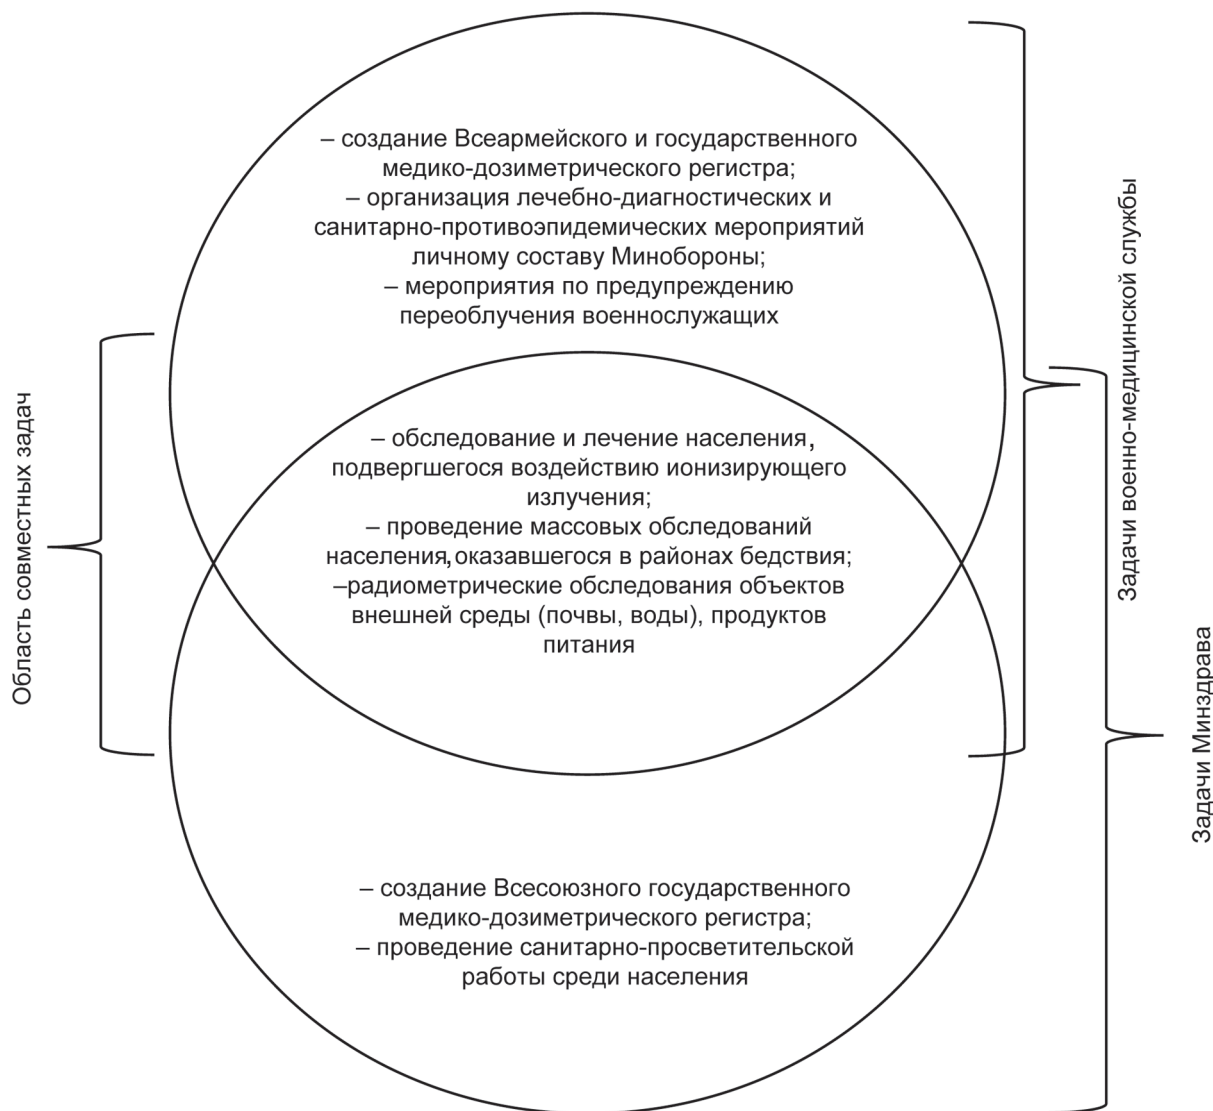 – создание Всеармейского и государственного
медико-дозиметрического регистра;
– организация лечебно-диагностических и
санитарно-противоэпидемических мероприятий
личному составу Минобороны;
– мероприятия по предупреждению
переоблучения военнослужащих
– обследование и лечение населения,
подвергшегося воздействию ионизирующего
излучения;
– проведение массовых обследований
населения, оказавшегося в районах бедствия;
–радиометрические обследования объектов
внешней среды (почвы, воды), продуктов
питания
– создание Всесоюзного государственного
медико-дозиметрического регистра;
– проведение санитарно-просветительской
работы среди населения
Область совместных задач
Задачи военно-медицинской службы
Задачи Минздрава